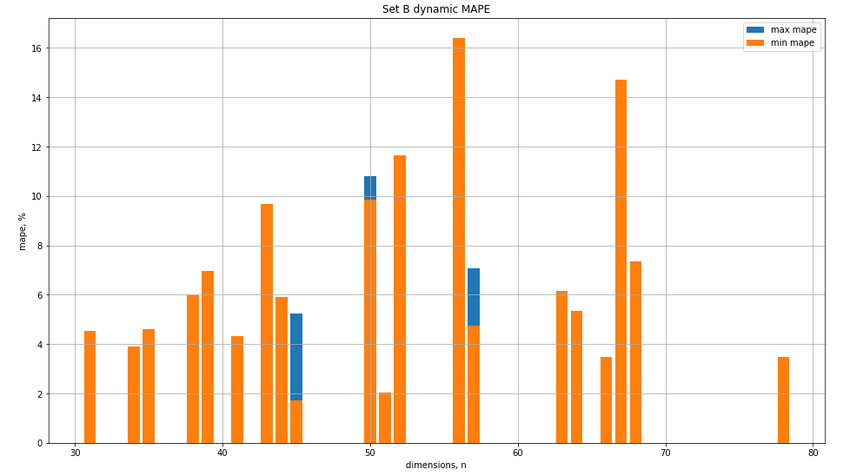 Set B dynamic MAPE
max mape
min mape
mape, %
16
14
12
10
8
6
4
2
0
30 40 50 60 70 80
dimensions, n